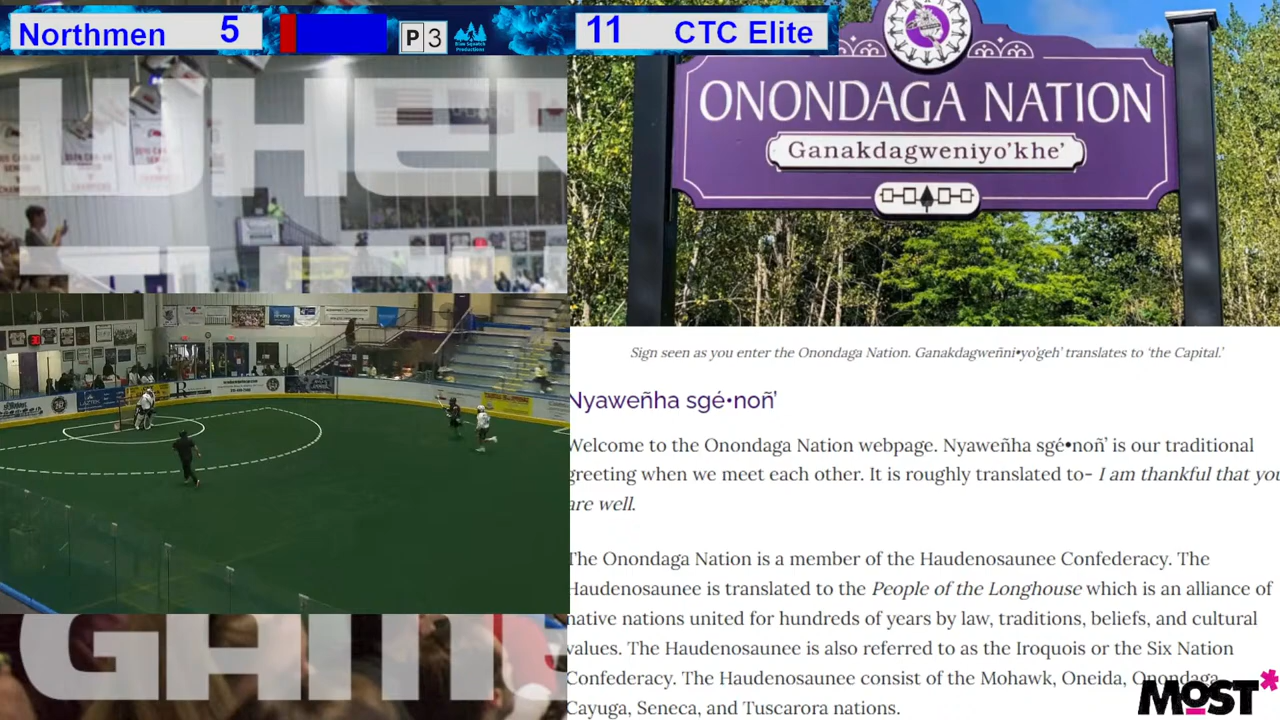 Northmen 5
P 3
Blue Squatch
Productions
11 CTC Elite
ONONDAGA NATION
Ganakdagweniyo'khe'
Sign seen as you enter the Onondaga Nation. Ganakdagweñni•yo'geh' translates to 'the Capital.'
Nyaweñha sgé•noñ'
Welcome to the Onondaga Nation webpage. Nyaweñha sgé•noñ' is our traditional
greeting when we meet each other. It is roughly translated to- I am thankful that you
are well.
The Onondaga Nation is a member of the Haudenosaunee Confederacy. The
Haudenosaunee is translated to the People of the Longhouse which is an alliance of
native nations united for hundreds of years by law, traditions, beliefs, and cultural
values. The Haudenosaunee is also referred to as the Iroquois or the Six Nation
Confederacy. The Haudenosaunee consist of the Mohawk, Oneida, Onondaga,
Cayuga, Seneca, and Tuscarora nations.
MOST*